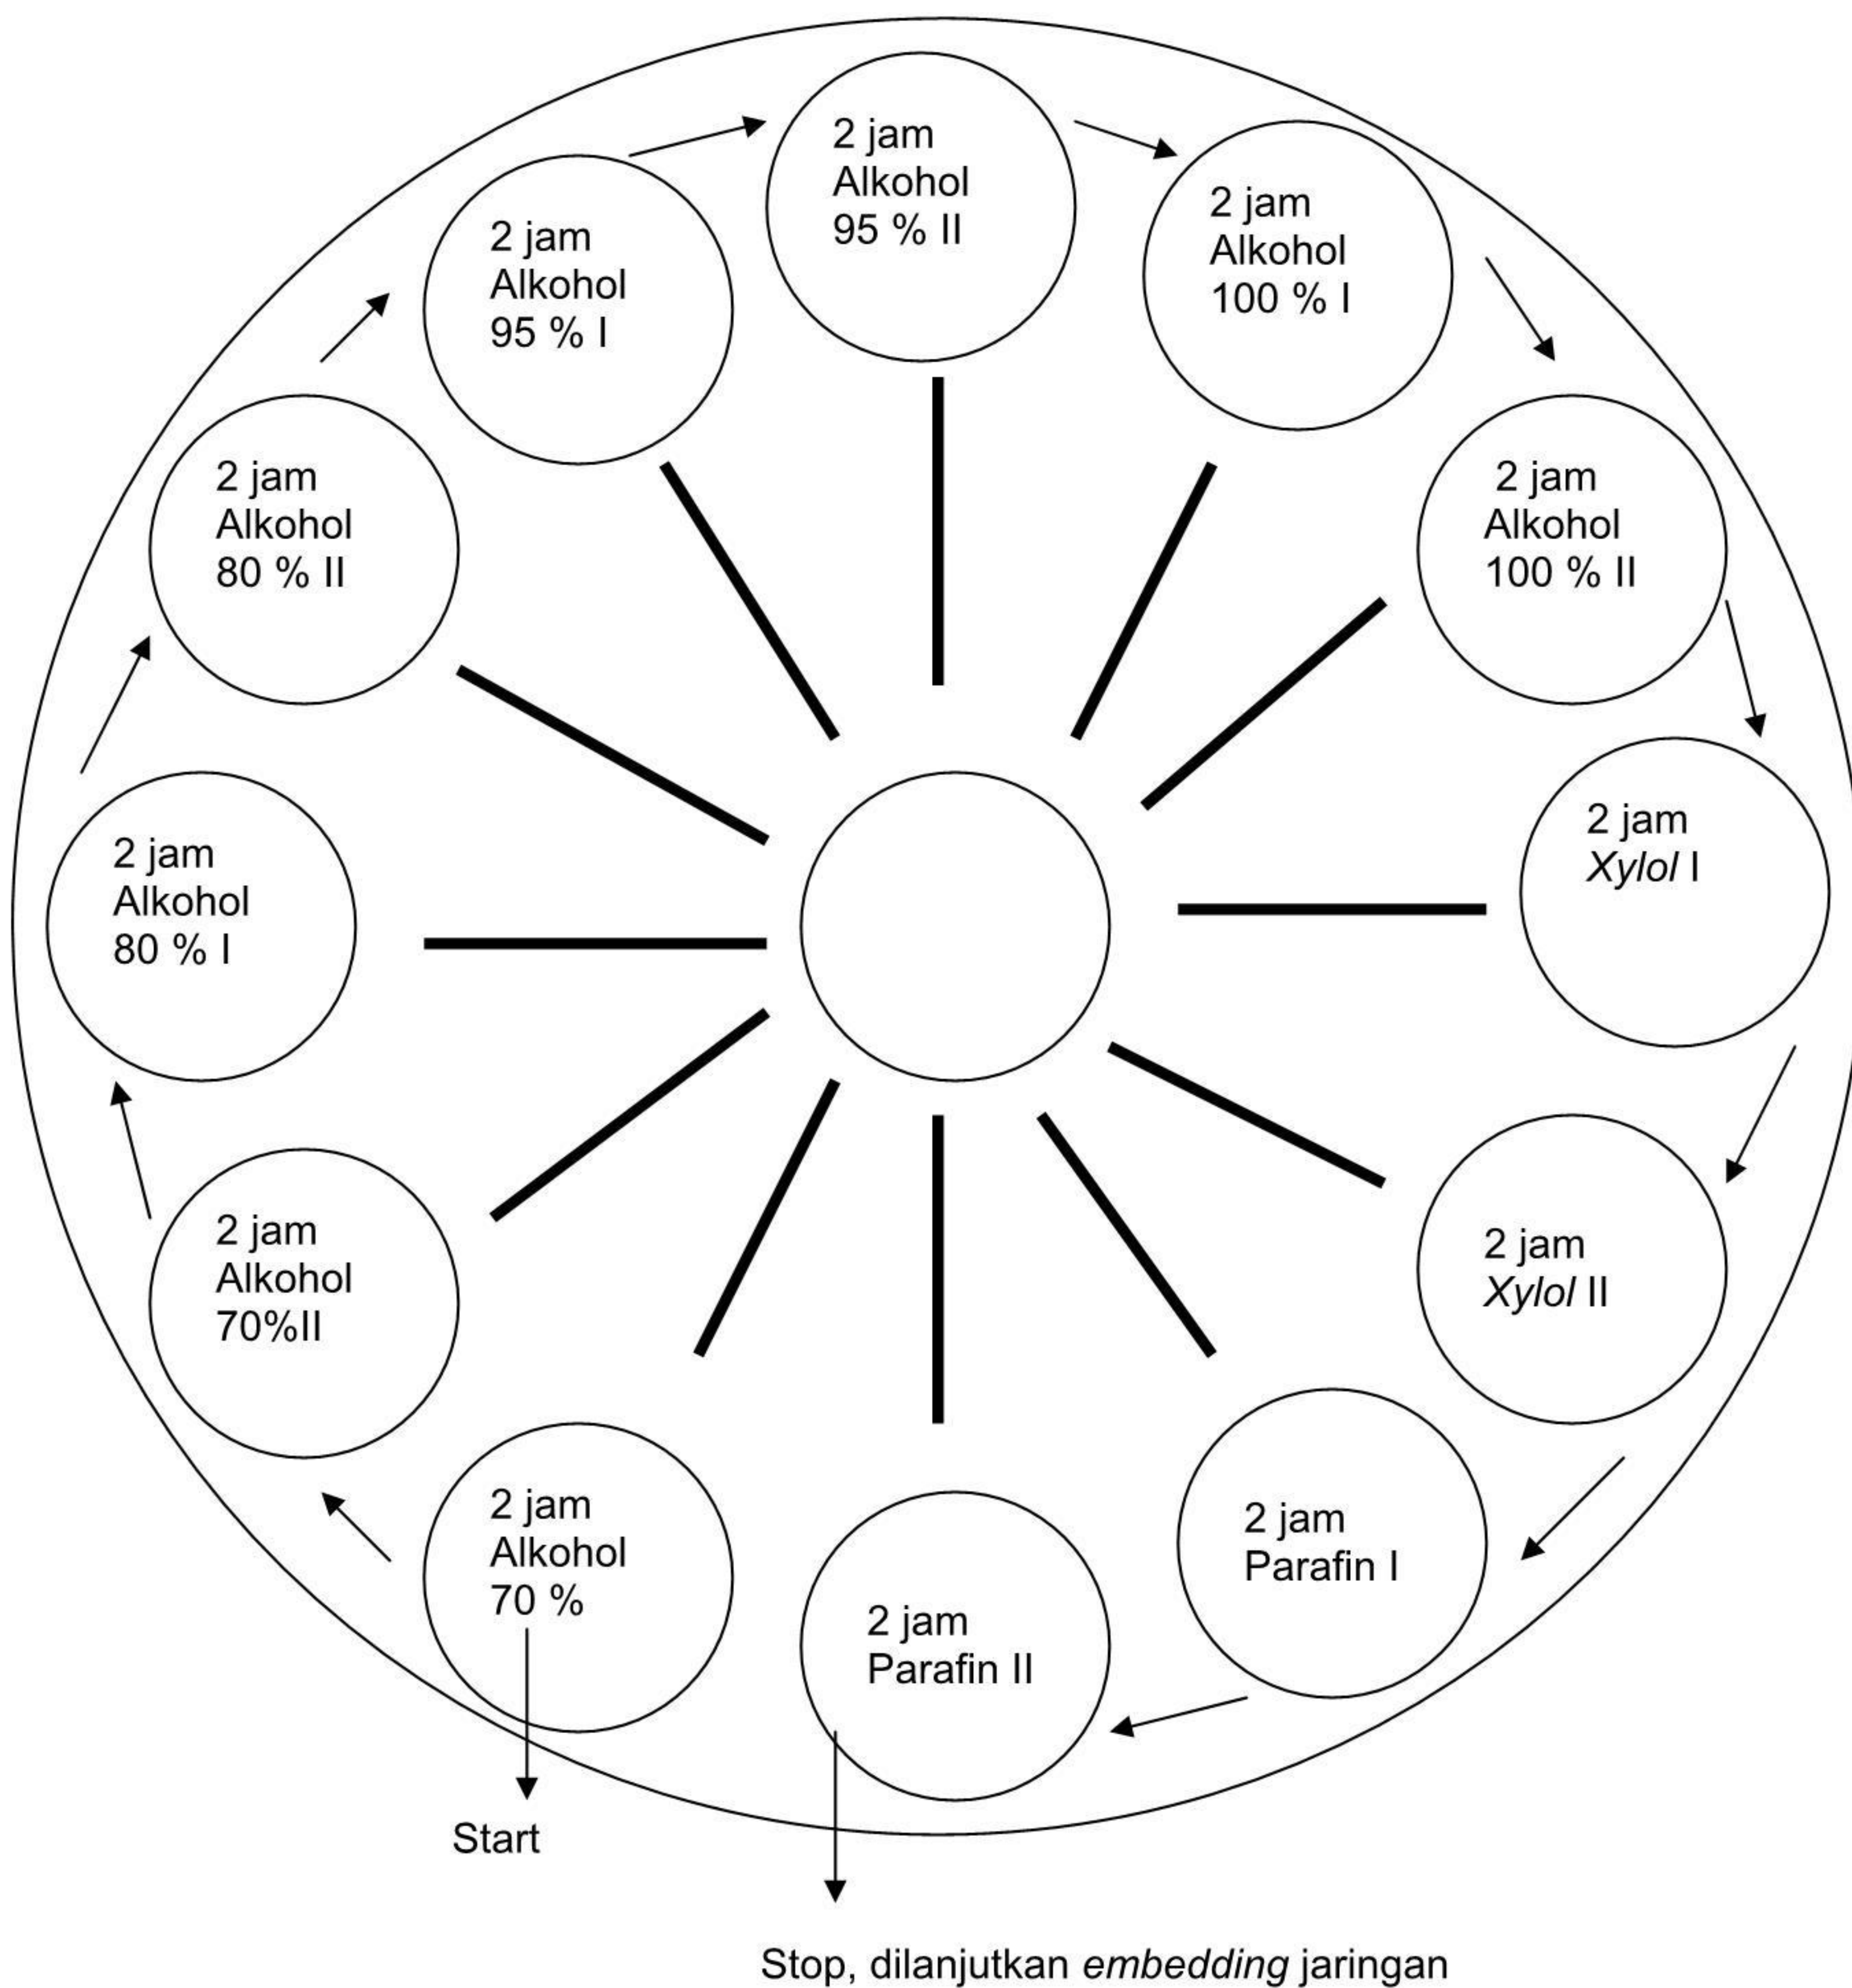 2 jam
Alkohol
95 % II
2 jam
Alkohol
100 % I
2 jam
Alkohol
95 % I
2 jam
Alkohol
80 % II
2 jam
Alkohol
100 % II
2 jam
Xylol I
2 jam
Alkohol
80 % I
2 jam
Alkohol
70%II
2 jam
Xylol II
2 jam
Alkohol
70 %
2 jam
Parafin I
2 jam
Parafin II
Start
Stop, dilanjutkan embedding jaringan